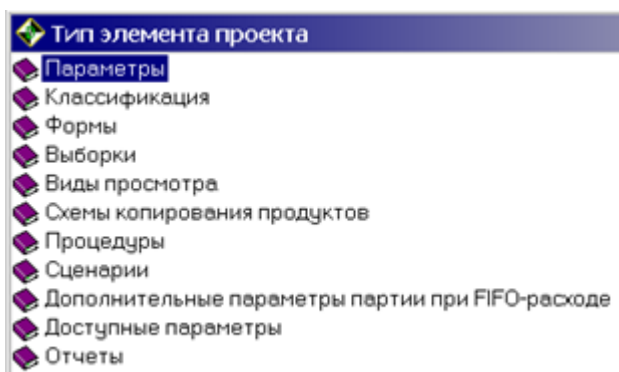 Тип элемента проекта
Параметры
Классификация
Формы
Выборки
Виды просмотра
Схемы копирования продуктов
Процедуры
Сценарии
Дополнительные параметры партии при FIFO-расходе
Доступные параметры
Отчеты